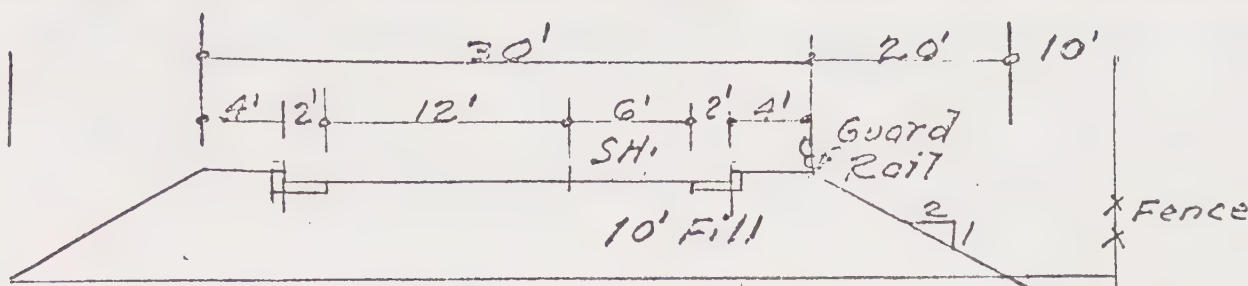 30' 20' 10'
4' 2' 12' 6' 2' 4'
SH. Guard
Rail
2
1
Fence
10' Fill